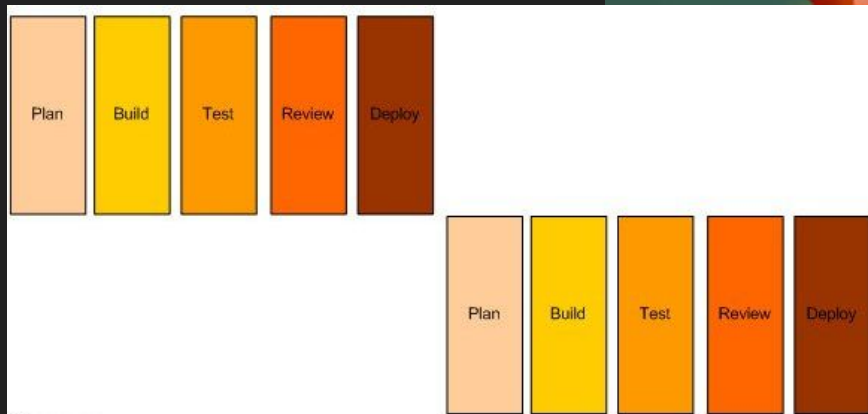 Plan
Build
Test
Review
Deploy
Plan
Build
Test
Review
Deploy